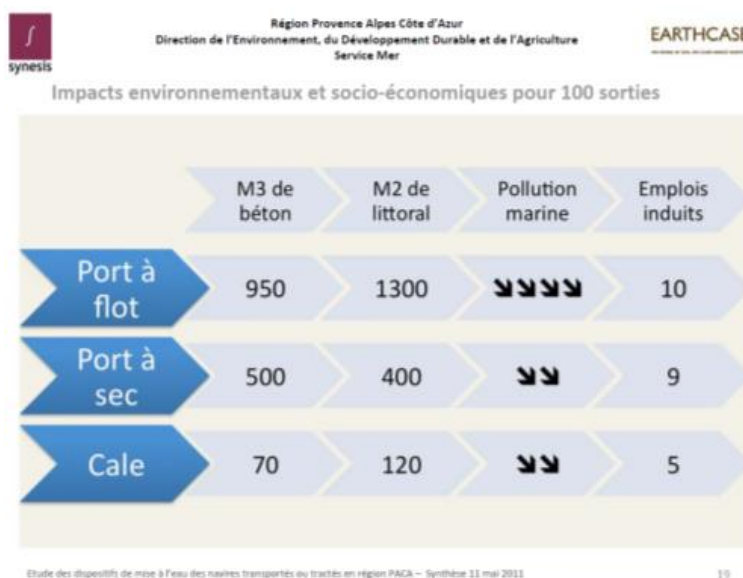 Région Provence Alpes Côte d'Azur
Direction de l'Environnement, du Développement Durable et de l'Agriculture
Service Mer
synesis
EARTHCASE
Impacts environnementaux et socio-économiques pour 100 sorties
M3 de béton
M2 de littoral
Pollution marine
Emplois induits
Port à flot
950
1300
10
Port à sec
500
400
9
Cale
70
120
5
Etude des dispositifs de mise à l'eau des navires transportés ou tractés en région PACA – Synthèse 11 mai 2011
19